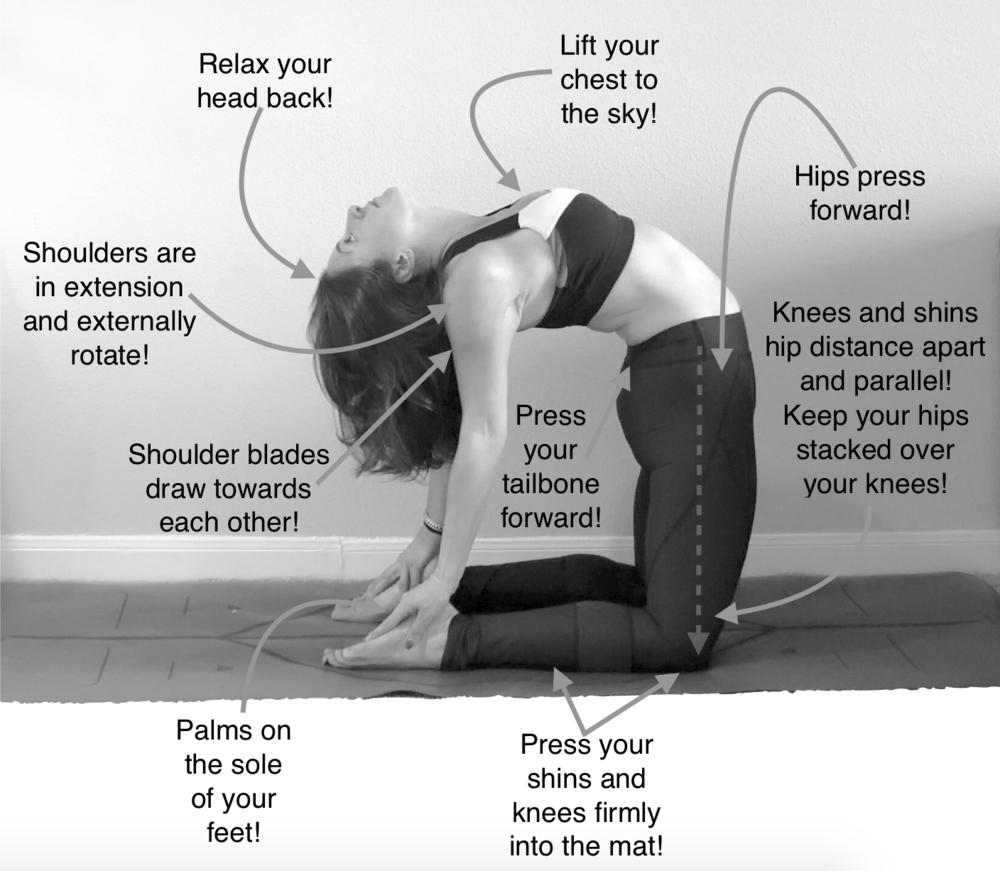 Relax your
head back!
Lift your
chest to
the sky!
Hips press
forward!
Shoulders are
in extension
and externally
rotate!
Knees and shins
hip distance apart
and parallel!
Keep your hips
stacked over
your knees!
Press
your
tailbone
forward!
Shoulder blades
draw towards
each other!
Palms on
the sole
of your
feet!
Press your
shins and
knees firmly
into the mat!